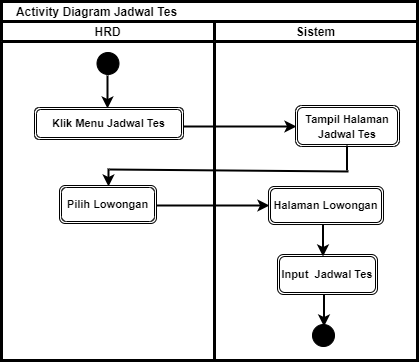 Activity Diagram Jadwal Tes
HRD
Sistem
Klik Menu Jadwal Tes
Tampil Halaman
Jadwal Tes
Pilih Lowongan
Halaman Lowongan
Input Jadwal Tes